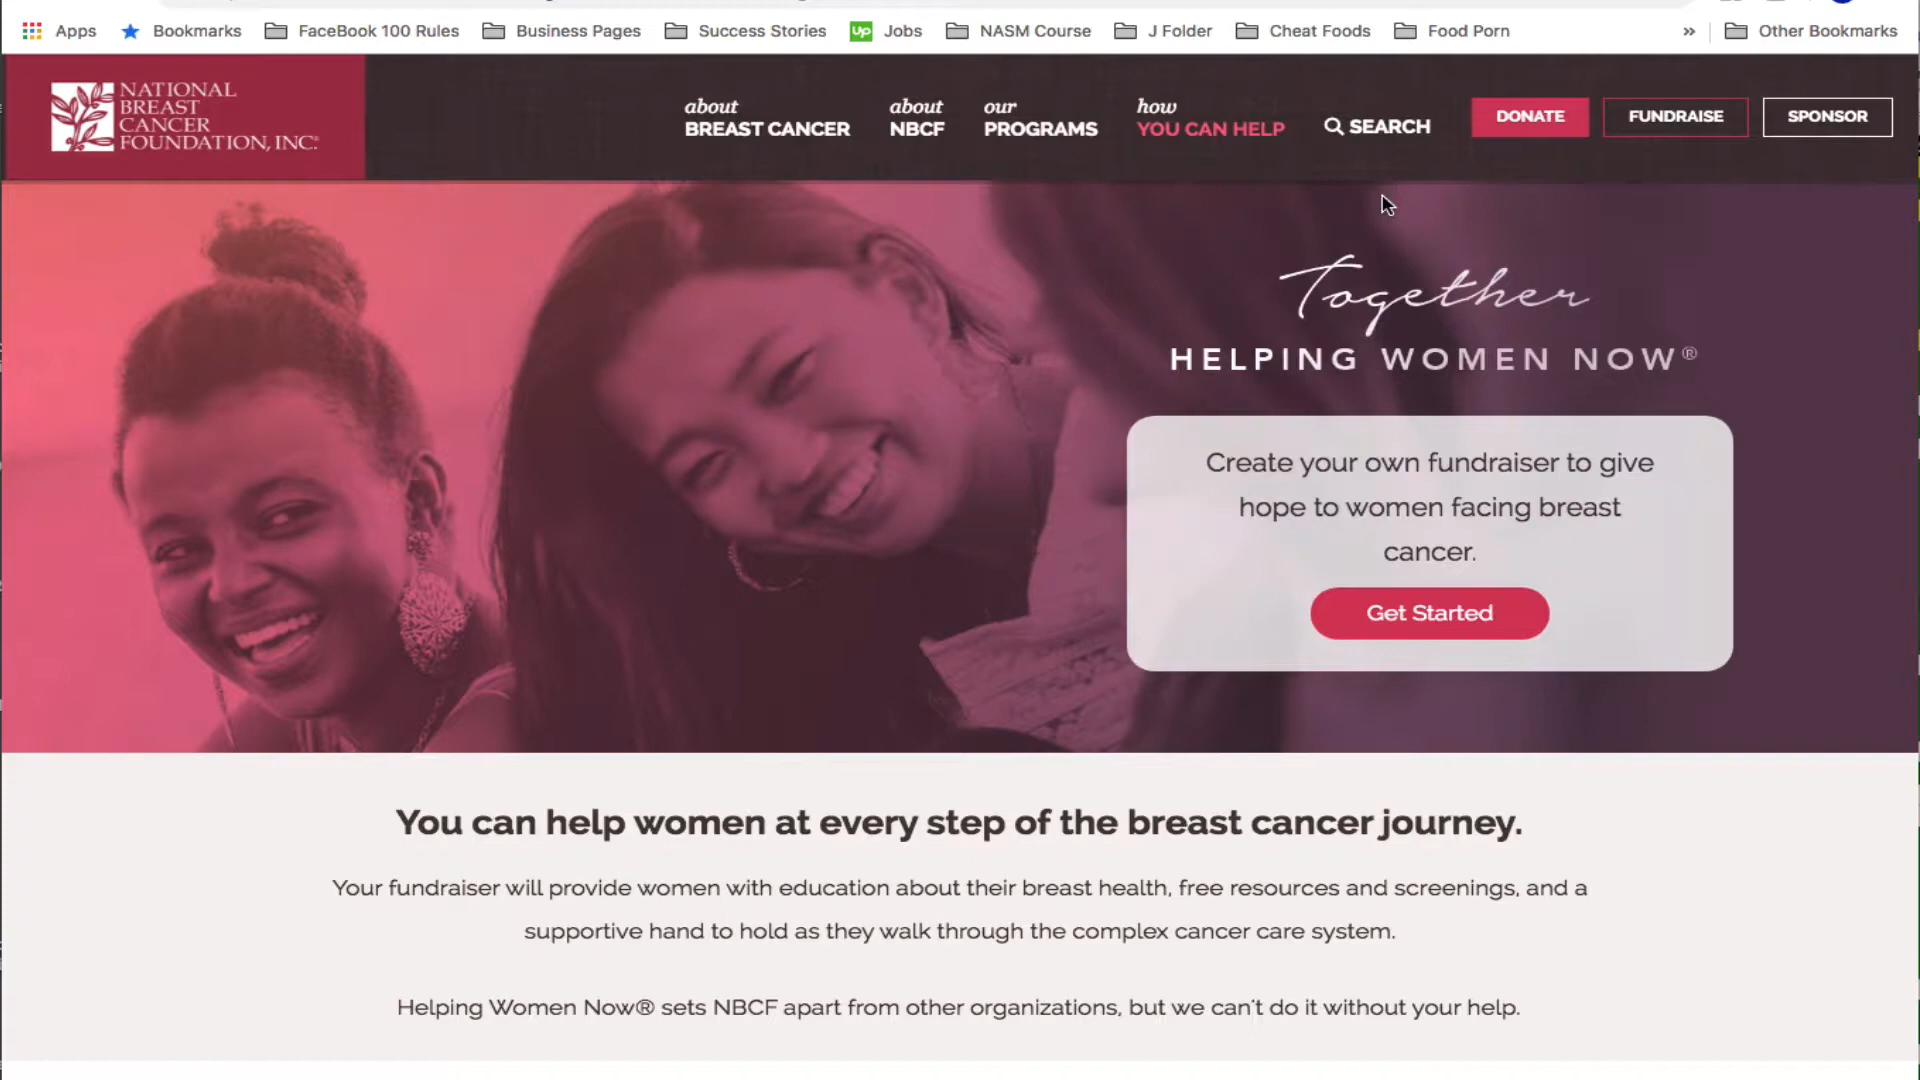 Apps Bookmarks FaceBook 100 Rules Business Pages Success Stories Up Jobs NASM Course J Folder Cheat Foods Food Porn » Other Bookmarks
NATIONAL
BREAST
CANCER
FOUNDATION, INC.®
about
BREAST CANCER
about
NBCF
our
PROGRAMS
how
YOU CAN HELP
SEARCH
DONATE
FUNDRAISE
SPONSOR
Together
HELPING WOMEN NOW®
Create your own fundraiser to give
hope to women facing breast
cancer.
Get Started
You can help women at every step of the breast cancer journey.
Your fundraiser will provide women with education about their breast health, free resources and screenings, and a
supportive hand to hold as they walk through the complex cancer care system.
Helping Women Now® sets NBCF apart from other organizations, but we can't do it without your help.